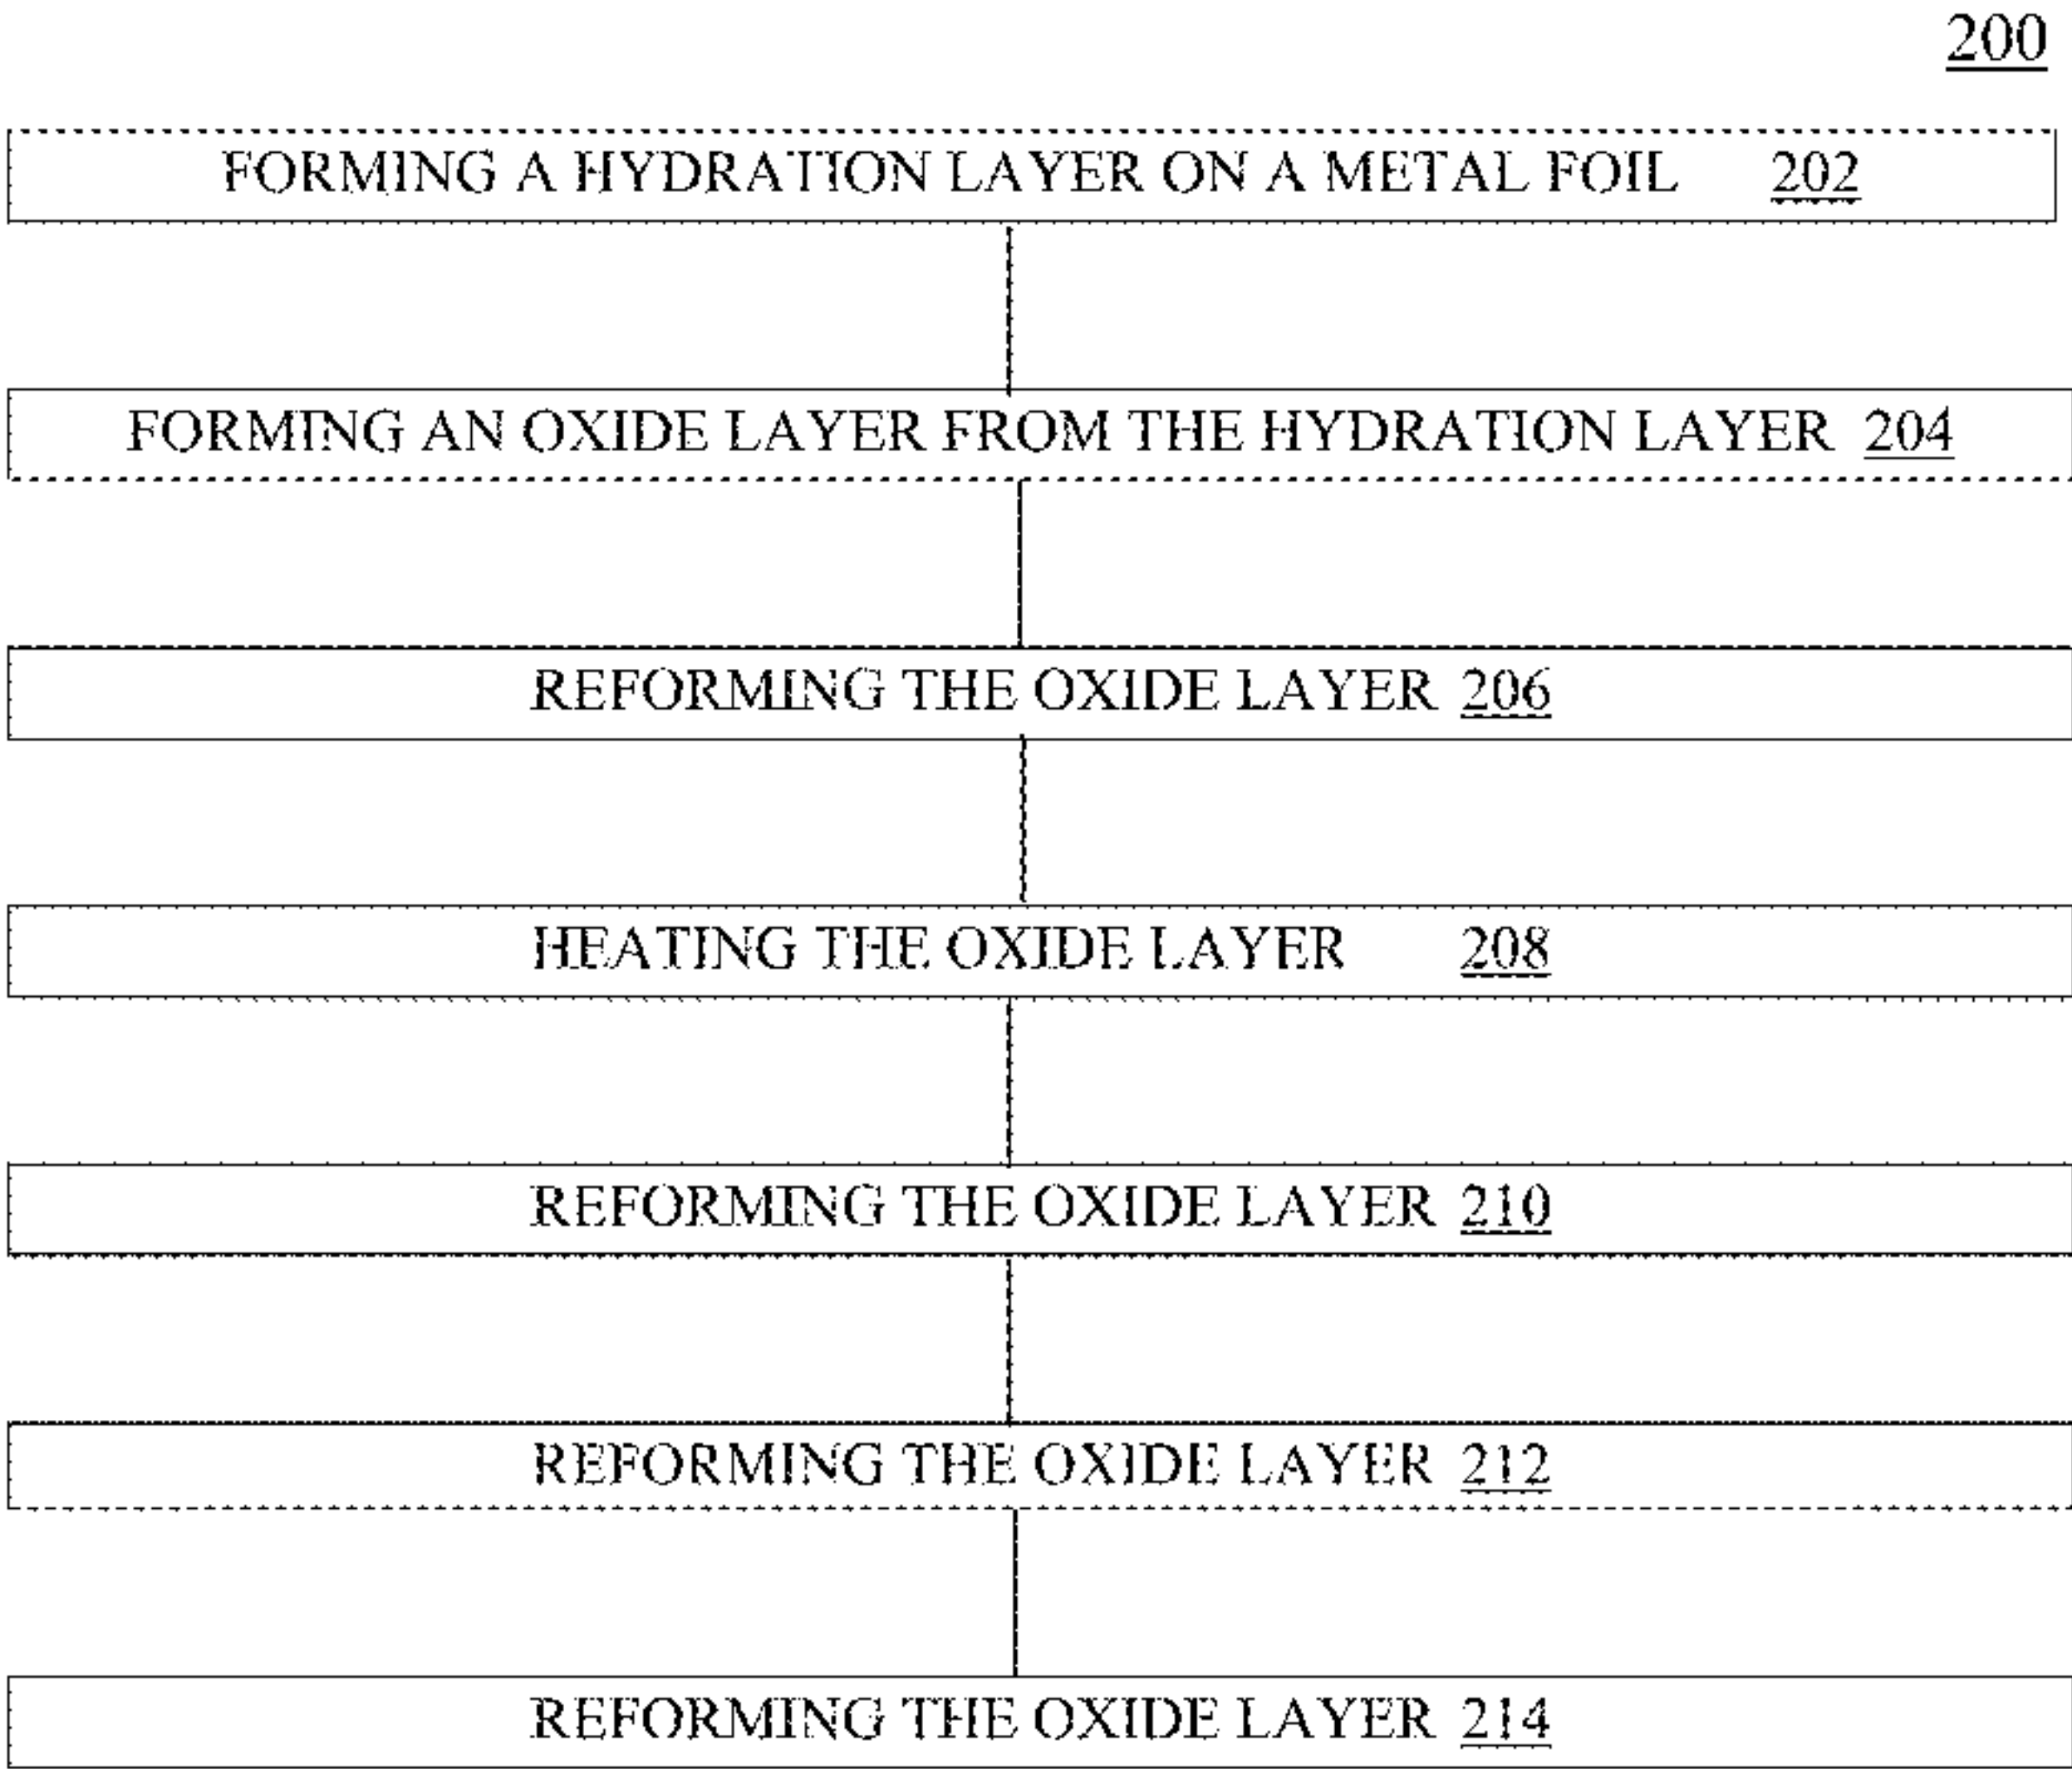 200
FORMING A HYDRATION LAYER ON A METAL FOIL 202
FORMING AN OXIDE LAYER FROM THE HYDRATION LAYER 204
REFORMING THE OXIDE LAYER 206
HEATING THE OXIDE LAYER 208
REFORMING THE OXIDE LAYER 210
REFORMING THE OXIDE LAYER 212
REFORMING THE OXIDE LAYER 214